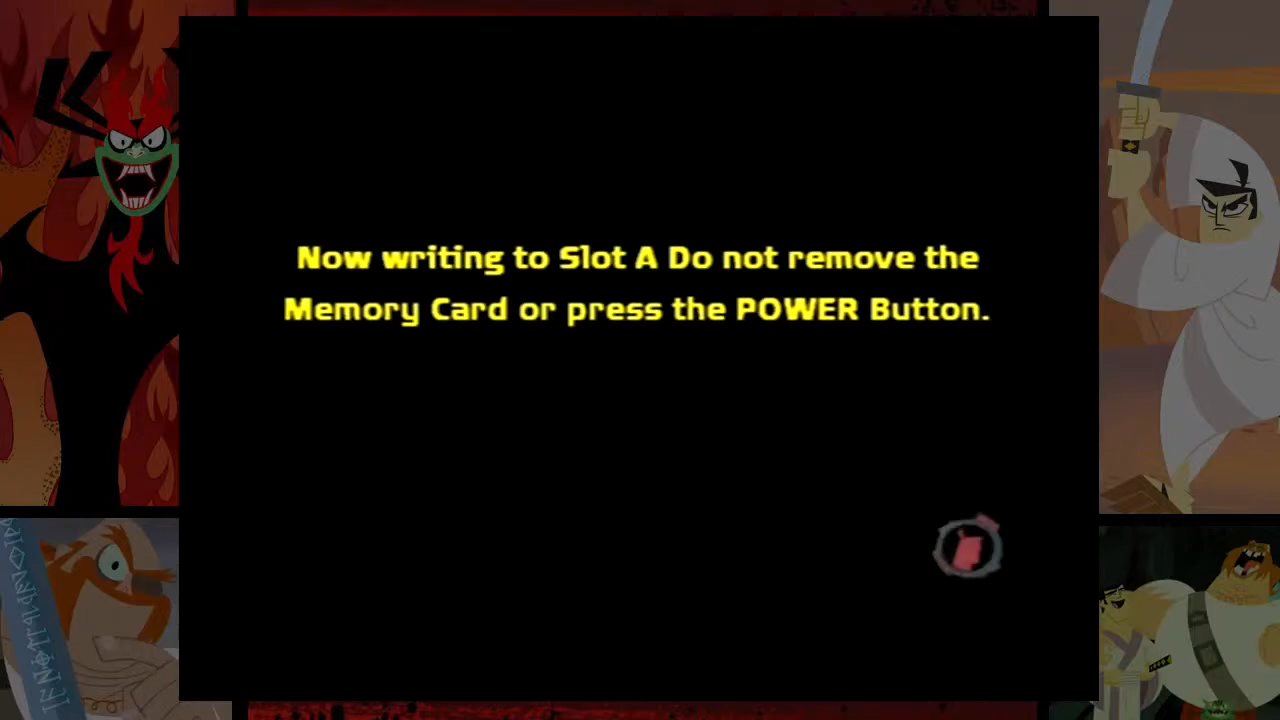 Now writing to Slot A Do not remove the
Memory Card or press the POWER Button.